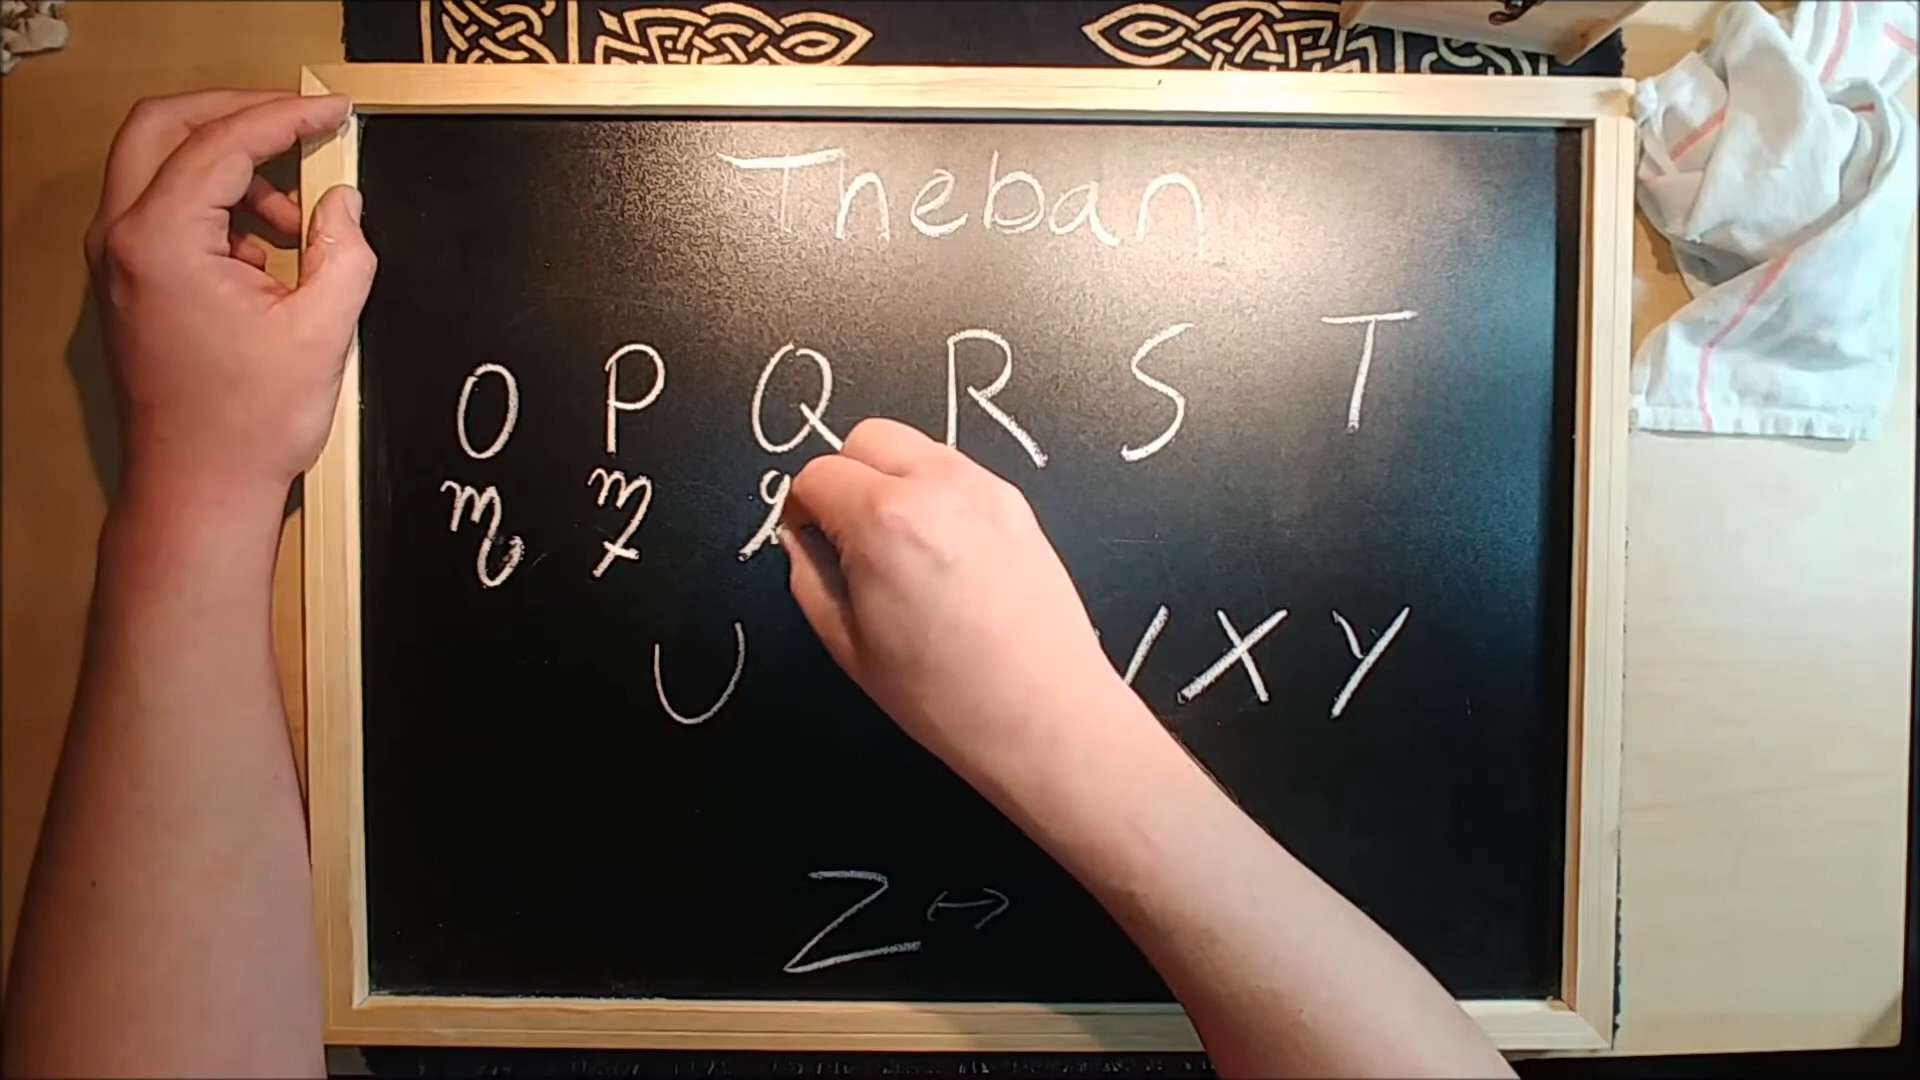 Theban
O P Q R S T
U X Y
Z ↔